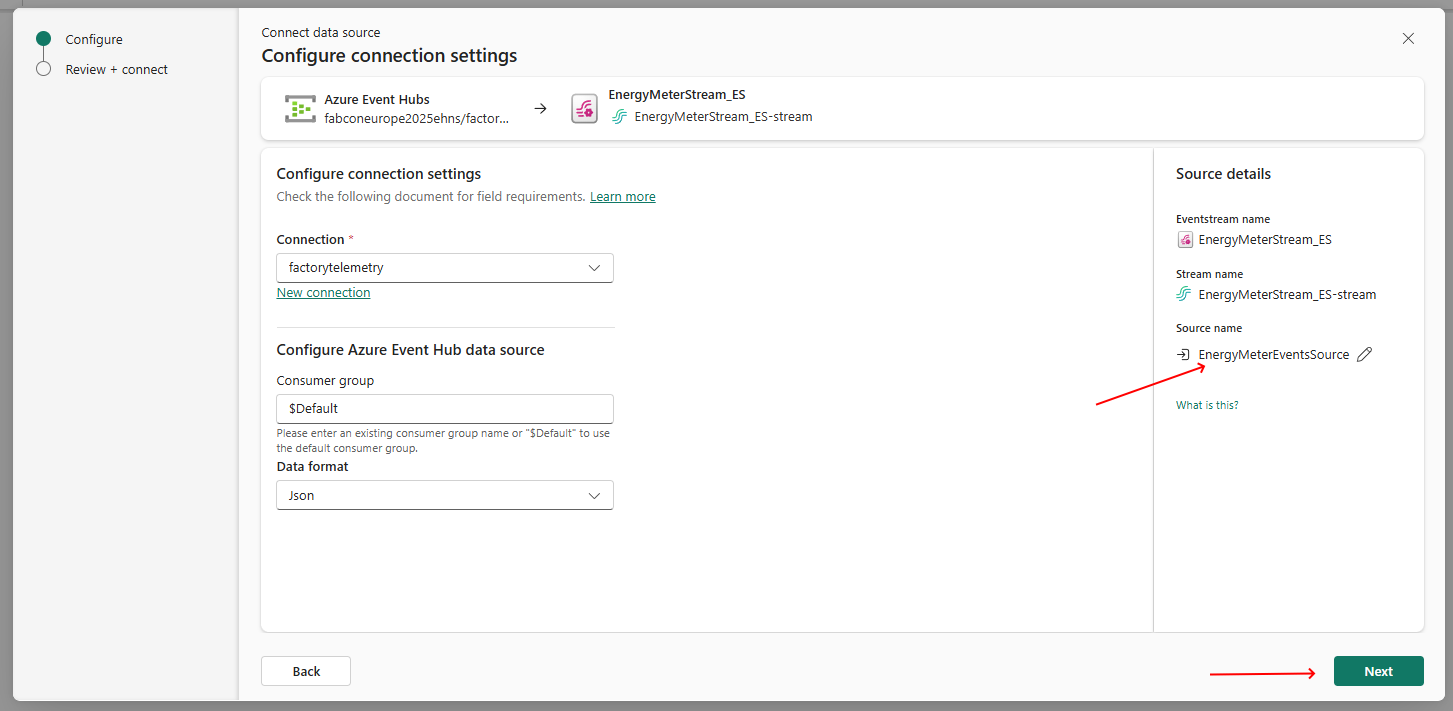 Configure
Review + connect
Connect data source
Configure connection settings
Azure Event Hubs
fabconeurope2025ehns/factor...
EnergyMeterStream_ES
EnergyMeterStream_ES-stream
Configure connection settings
Check the following document for field requirements. Learn more
Connection *
factorytelemetry
New connection
Configure Azure Event Hub data source
Consumer group
$Default
Please enter an existing consumer group name or "$Default" to use
the default consumer group.
Data format
Json
Source details
Eventstream name
EnergyMeterStream_ES
Stream name
EnergyMeterStream_ES-stream
Source name
EnergyMeterEventsSource
What is this?
Back
Next